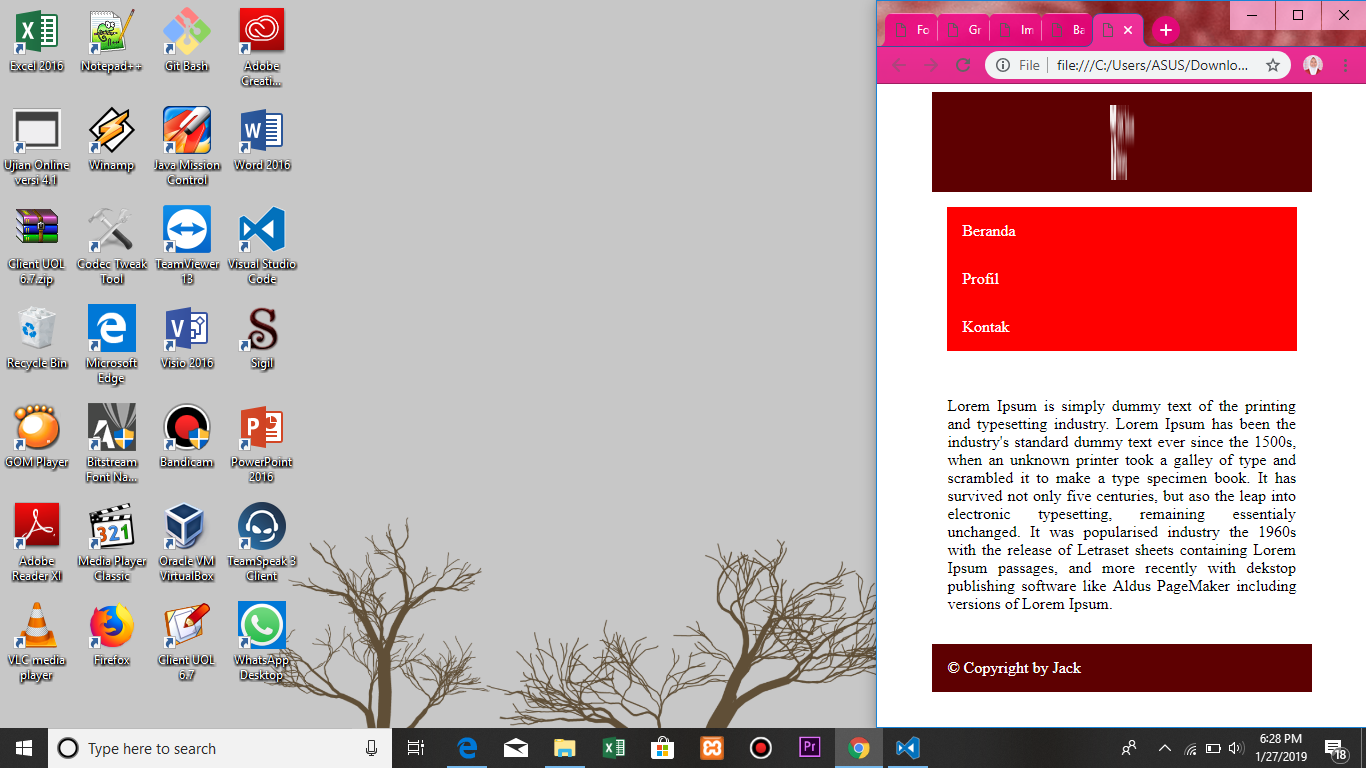 Excel 2016
Notepad++
Git Bash
Adobe
Creati...
Ujian Online
versi 4.1
Winamp
Java Mission
Control
Word 2016
Client UOL
6.7.zip
Codec Tweak
Tool
TeamViewer
13
Visual Studio
Code
Recycle Bin
Microsoft
Edge
Visio 2016
Sigil
GOM Player
Bitstream
Font Na...
Bandicam
PowerPoint
2016
Adobe
Reader XI
Media Player
Classic
Oracle VM
VirtualBox
TeamSpeak 3
Client
VLC media
player
Firefox
Client UOL
6.7
WhatsApp
Desktop
Fo
Gr
Im
Ba
File
file:///C:/Users/ASUS/Downlo...
Beranda
Profil
Kontak
Lorem Ipsum is simply dummy text of the printing
and typesetting industry. Lorem Ipsum has been the
industry's standard dummy text ever since the 1500s,
when an unknown printer took a galley of type and
scrambled it to make a type specimen book. It has
survived not only five centuries, but aso the leap into
electronic typesetting, remaining essentialy
unchanged. It was popularised industry the 1960s
with the release of Letraset sheets containing Lorem
Ipsum passages, and more recently with dekstop
publishing software like Aldus PageMaker including
versions of Lorem Ipsum.
© Copyright by Jack
Type here to search
Pr
6:28 PM
1/27/2019
18